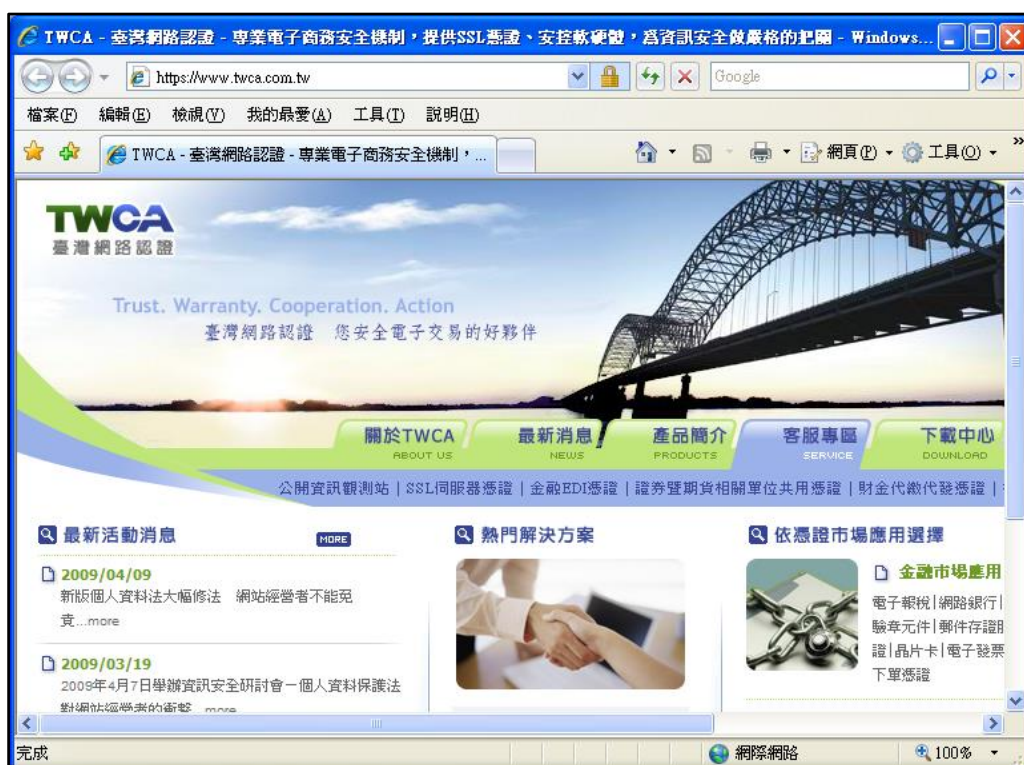 TWCA - 臺灣網路認證 - 專業電子商務安全機制，提供SSL憑證、安控軟硬體，為資訊安全做嚴格的把關 - Windows...
https://www.twca.com.tw
Google
檔案(F) 編輯(E) 檢視(V) 我的最愛(A) 工具(T) 說明(H)
TWCA - 臺灣網路認證 - 專業電子商務安全機制，...
網頁(P) 工具(O)
TWCA
臺灣網路認證
Trust. Warranty. Cooperation. Action
臺灣網路認證 您安全電子交易的好夥伴
關於TWCA 最新消息 產品簡介 客服專區 下載中心
ABOUT US NEWS PRODUCTS SERVICE DOWNLOAD
公開資訊觀測站 | SSL伺服器憑證 | 金融EDI憑證 | 證券暨期貨相關單位共用憑證 | 財金代繳代發憑證 |
最新活動消息 MORE
2009/04/09
新版個人資料法大幅修法 網站經營者不能免
責...more
2009/03/19
2009年4月7日舉辦資訊安全研討會－個人資料保護法
對網站經營者的衝擊...more
熱門解決方案
依憑證市場應用選擇
金融市場應用
電子報稅|網路銀行|
驗章元件|郵件存證服
證|晶片卡|電子發票
下單憑證
完成
網際網路
100%